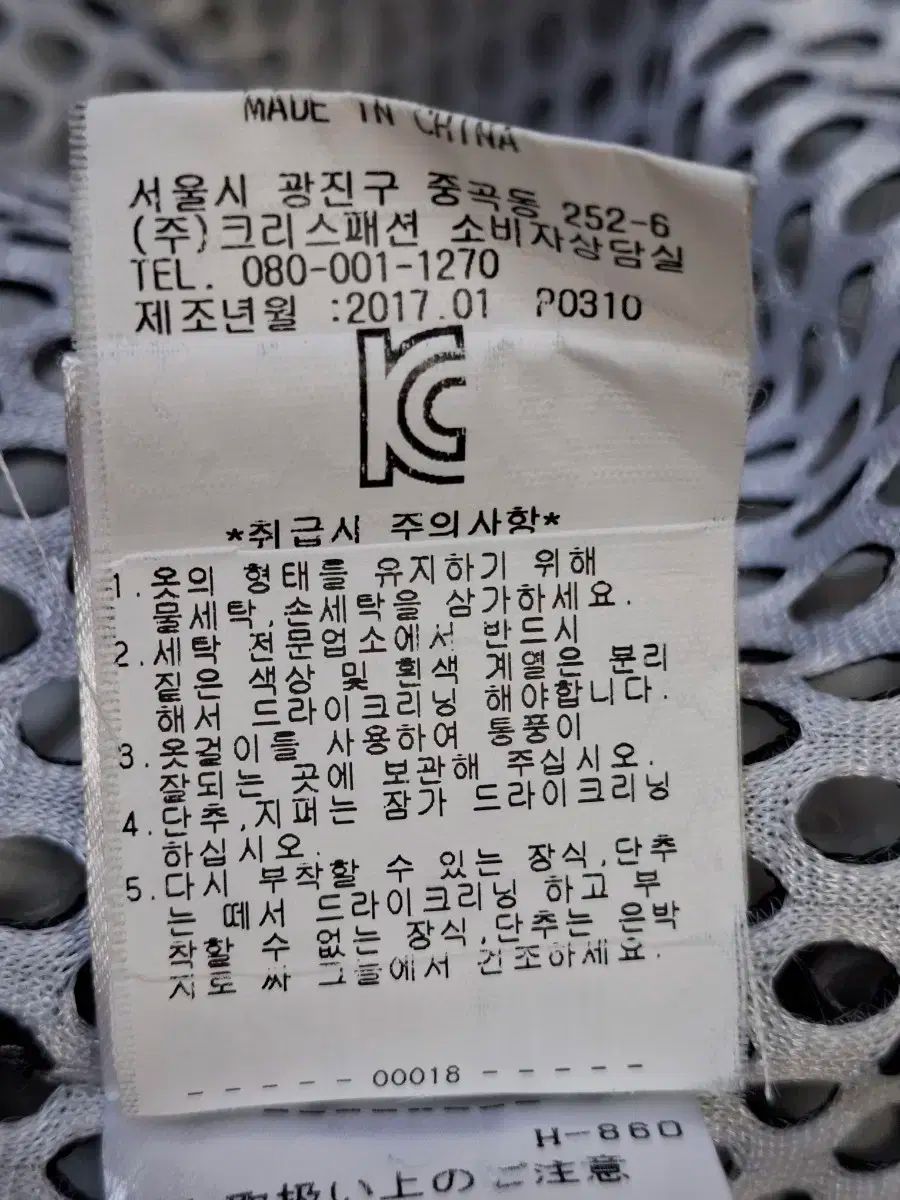 MADE IN CHINA
서울시 광진구 중곡동 252-6
(주)크리스패션 소비자상담실
TEL. 080-001-1270
제조년월 :2017.01 P0310
KC
*취급시 주의사항*
1.옷의 형태를 유지하기 위해
물세탁,손세탁을 삼가하세요.
2.세탁 전문업소에서 반드시
짙은 색상 및 흰색 계열은 분리
해서 드라이크리닝 해야합니다.
3.옷걸이를 사용하여 통풍이
잘되는 곳에 보관해 주십시오.
4.단추,지퍼는 잠가 드라이크리닝
하십시오.
5.다시 부착할 수 있는 장식,단추
는 떼서 드라이크리닝 하고 부
착할 수 없는 장식,단추는 은박
지로 싸 그늘에서 건조하세요.
- - - - - 00018 - - - - -
H-860
取扱い上のご注意